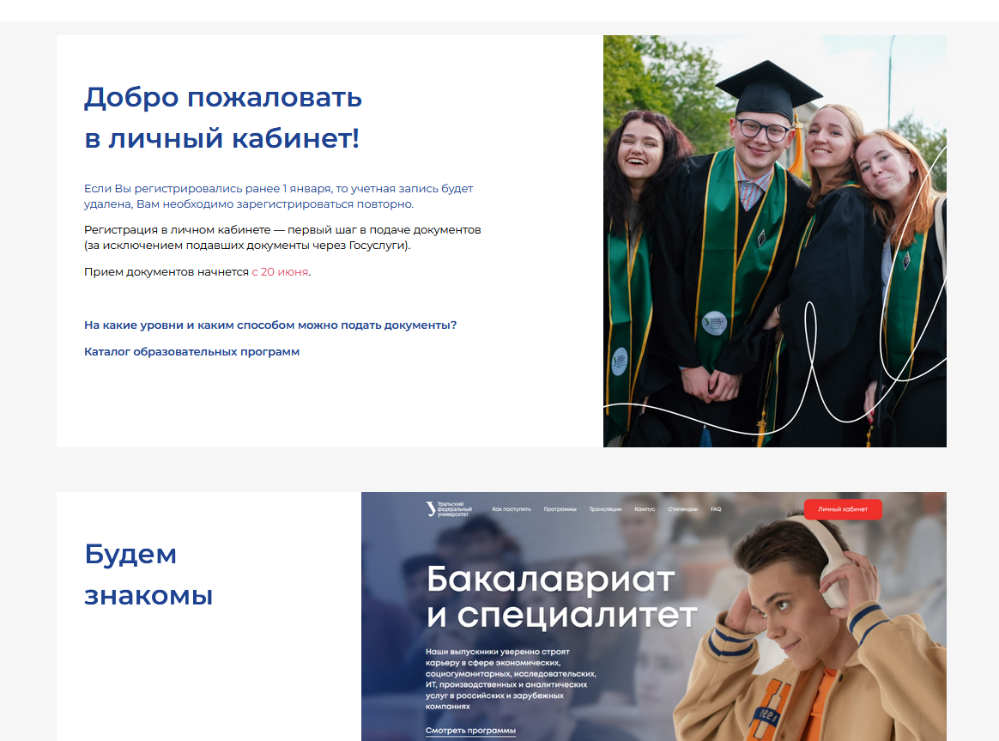 Добро пожаловать
в личный кабинет!
Если Вы регистрировались ранее 1 января, то учетная запись будет
удалена, Вам необходимо зарегистрироваться повторно.
Регистрация в личном кабинете — первый шаг в подаче документов
(за исключением подавших документы через Госуслуги).
Прием документов начнется с 20 июня.
На какие уровни и каким способом можно подать документы?
Каталог образовательных программ
Будем
знакомы
Уральский
федеральный
университет
Как поступить Программы Трансляции Кампус Стипендии FAQ
Личный кабинет
Бакалавриат
и специалитет
Наши выпускники уверенно строят
карьеру в сфере экономических,
социогуманитарных, исследовательских,
ИТ, производственных и аналитических
услуг в российских и зарубежных
компаниях
Смотреть программы